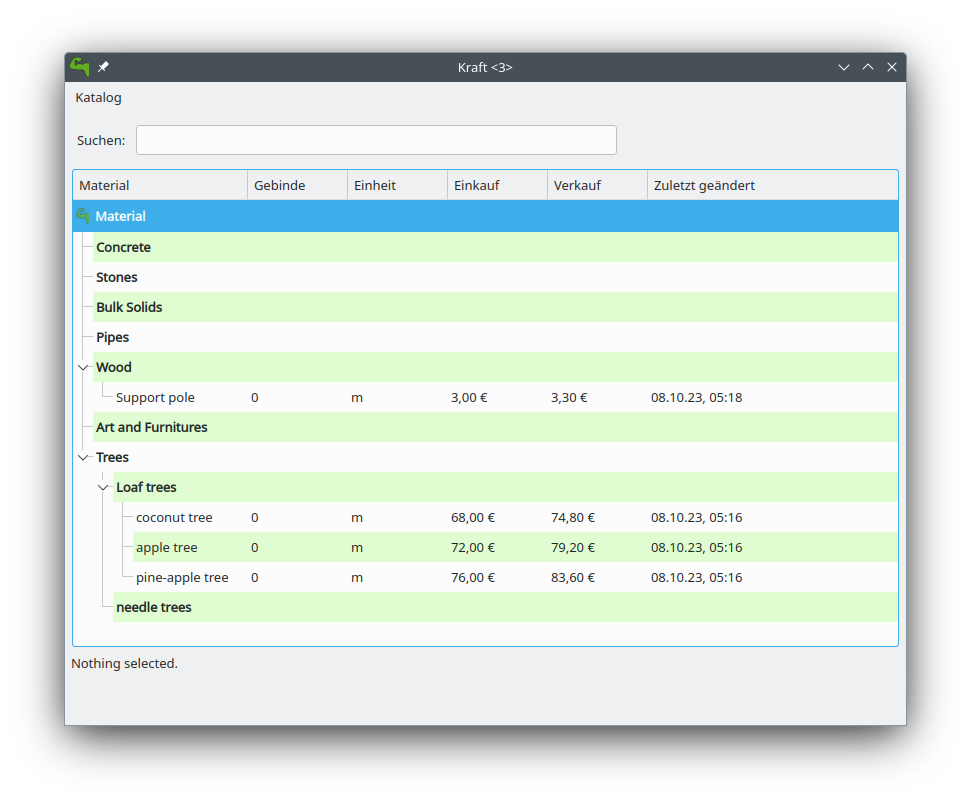 Kraft <3>
Katalog
Suchen:
Material Gebinde Einheit Einkauf Verkauf Zuletzt geändert
Material
Concrete
Stones
Bulk Solids
Pipes
Wood
Support pole 0 m 3,00 € 3,30 € 08.10.23, 05:18
Art and Furnitures
Trees
Loaf trees
coconut tree 0 m 68,00 € 74,80 € 08.10.23, 05:16
apple tree 0 m 72,00 € 79,20 € 08.10.23, 05:16
pine-apple tree 0 m 76,00 € 83,60 € 08.10.23, 05:16
needle trees
Nothing selected.